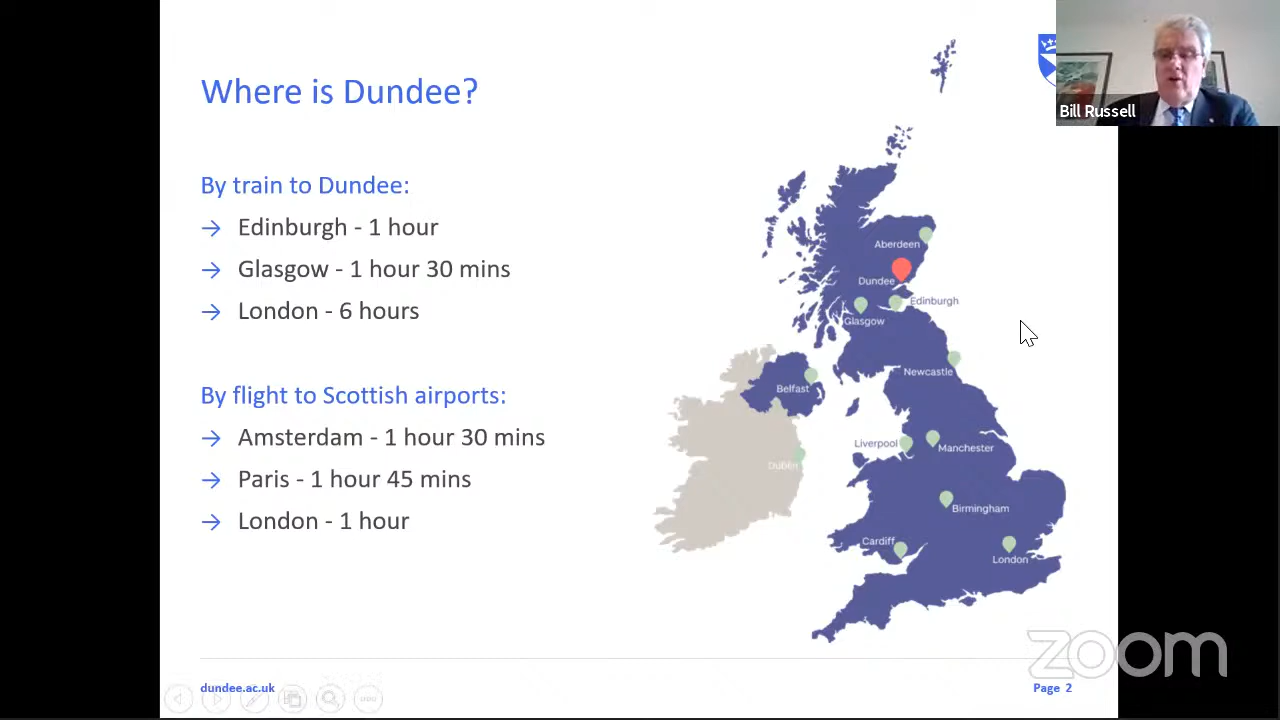 Where is Dundee?
Bill Russell
By train to Dundee:
→ Edinburgh - 1 hour
→ Glasgow - 1 hour 30 mins
→ London - 6 hours
By flight to Scottish airports:
→ Amsterdam - 1 hour 30 mins
→ Paris - 1 hour 45 mins
→ London - 1 hour
Aberdeen
Dundee
Edinburgh
Glasgow
Newcastle
Belfast
Liverpool
Manchester
Dublin
Birmingham
Cardiff
London
zoom
dundee.ac.uk
Page 2